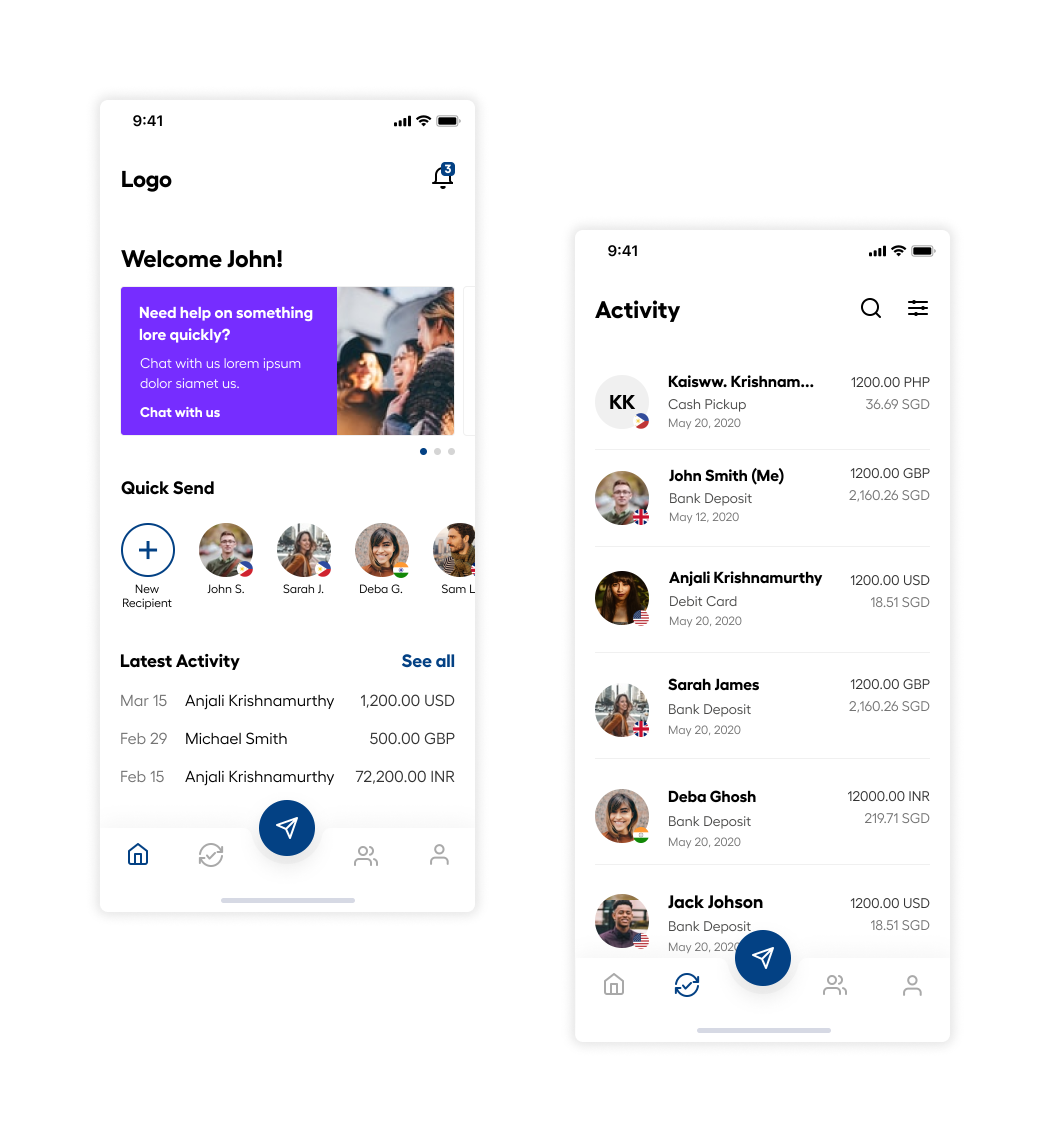 9:41
Logo
3
Welcome John!
Need help on something
lore quickly?
Chat with us lorem ipsum
dolor siamet us.
Chat with us
Quick Send
New
Recipient
John S.
Sarah J.
Deba G.
Sam L
Latest Activity
See all
Mar 15 Anjali Krishnamurthy 1,200.00 USD
Feb 29 Michael Smith 500.00 GBP
Feb 15 Anjali Krishnamurthy 72,200.00 INR
9:41
Activity
KK
Kaisww. Krishnam... 1200.00 PHP
Cash Pickup 36.69 SGD
May 20, 2020
John Smith (Me) 1200.00 GBP
Bank Deposit 2,160.26 SGD
May 12, 2020
Anjali Krishnamurthy 1200.00 USD
Debit Card 18.51 SGD
May 20, 2020
Sarah James 1200.00 GBP
Bank Deposit 2,160.26 SGD
May 20, 2020
Deba Ghosh 12000.00 INR
Bank Deposit 219.71 SGD
May 20, 2020
Jack Johson 1200.00 USD
Bank Deposit 18.51 SGD
May 20, 2020